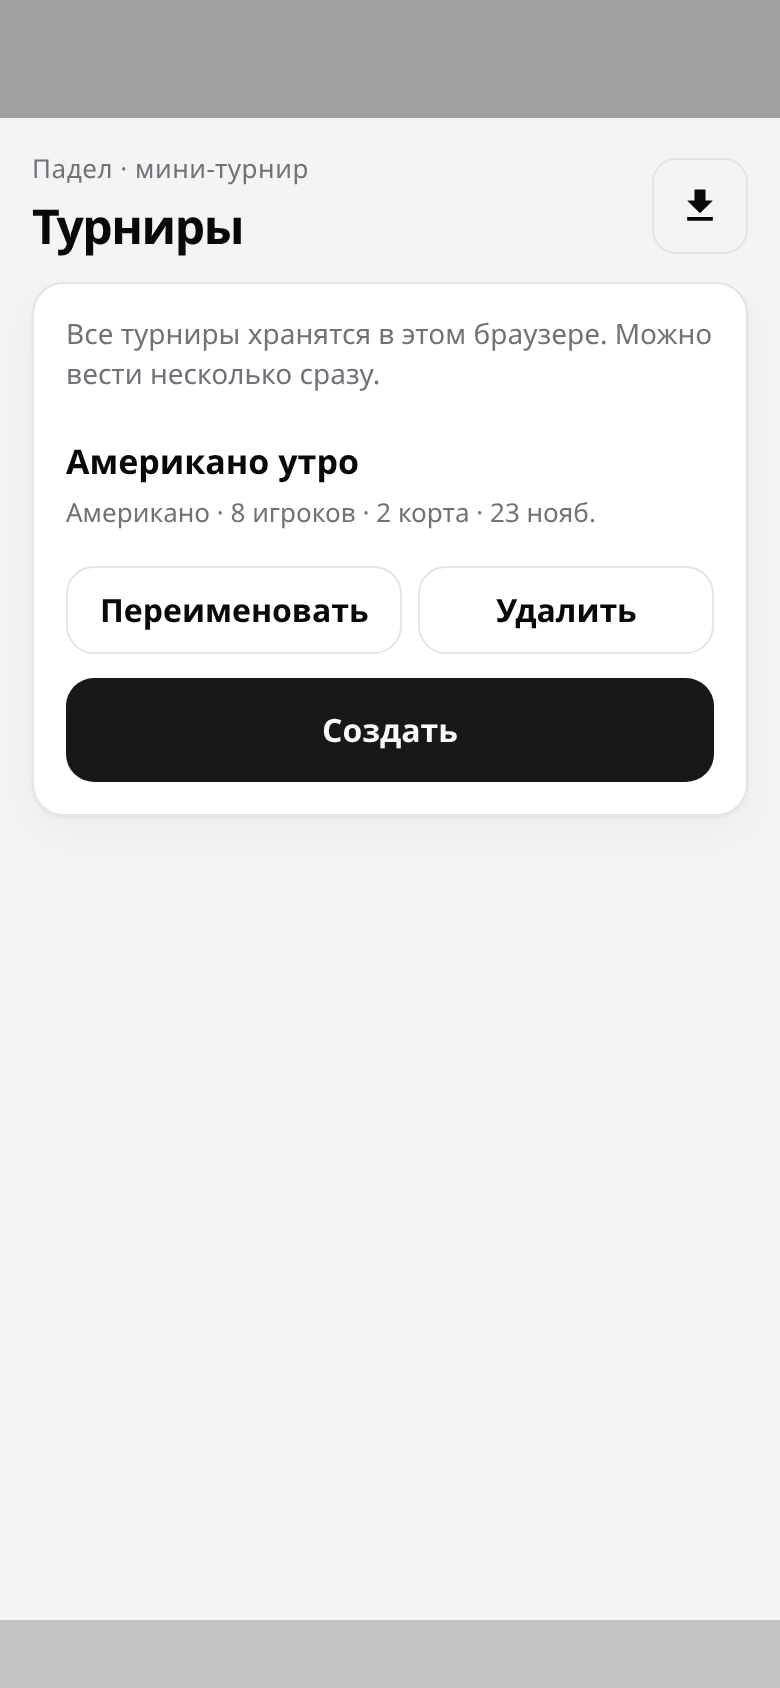 Падел · мини-турнир
Турниры
Все турниры хранятся в этом браузере. Можно
вести несколько сразу.
Американо утро
Американо · 8 игроков · 2 корта · 23 нояб.
Переименовать
Удалить
Создать